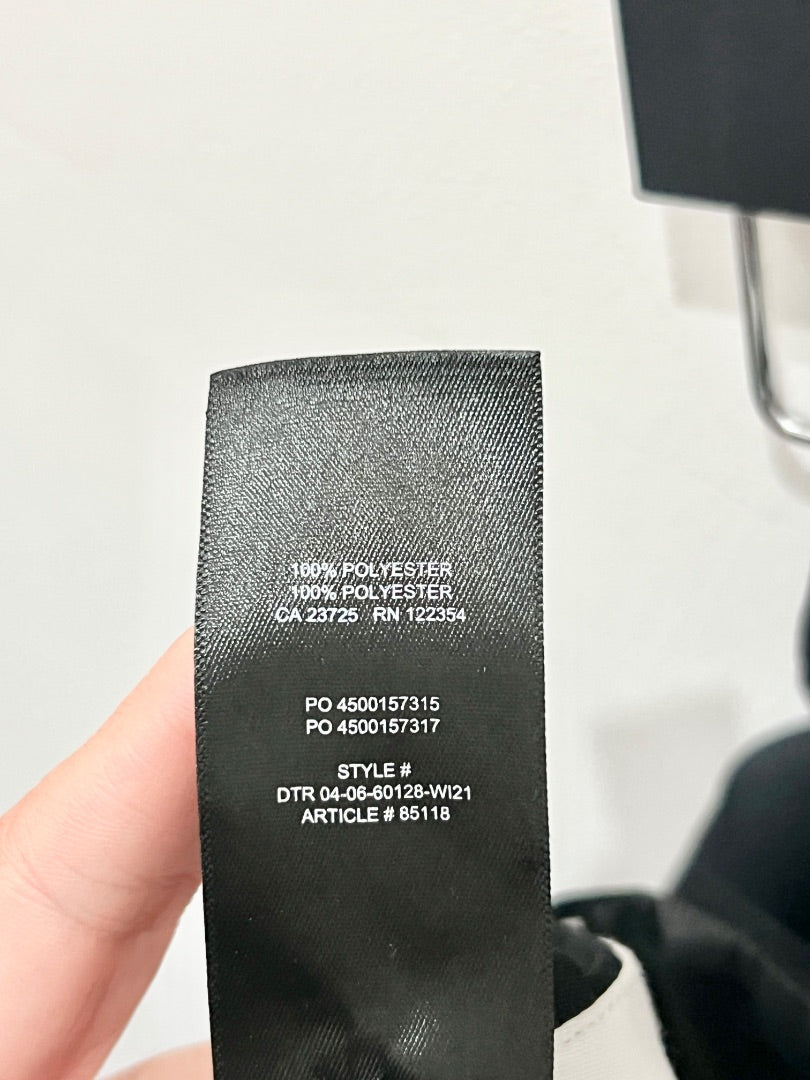 100% POLYESTER
100% POLYESTER
CA 23725 RN 122354
PO 4500157315
PO 4500157317
STYLE #
DTR 04-06-60128-WI21
ARTICLE # 85118